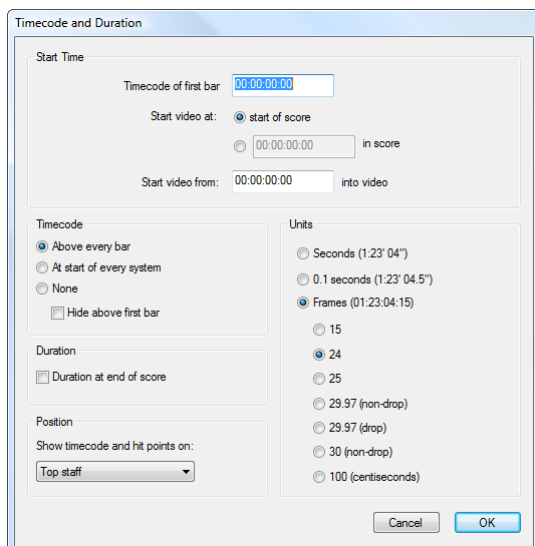 Timecode and Duration
Start Time
Timecode of first bar 00:00:00:00
Start video at: start of score
00:00:00:00 in score
Start video from: 00:00:00:00 into video
Timecode
Above every bar
At start of every system
None
Hide above first bar
Duration
Duration at end of score
Position
Show timecode and hit points on:
Top staff
Units
Seconds (1:23' 04")
0.1 seconds (1:23' 04.5")
Frames (01:23:04:15)
15
24
25
29.97 (non-drop)
29.97 (drop)
30 (non-drop)
100 (centiseconds)
Cancel OK